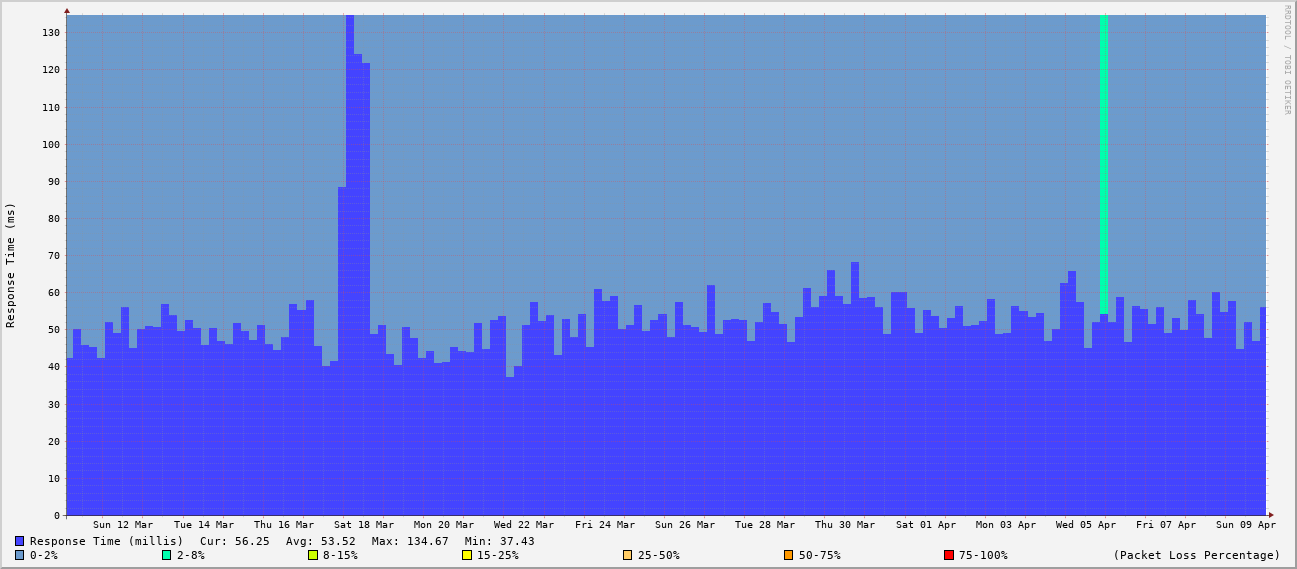 RRDTOOL / TOBI OETIKER
Response Time (ms)
130
120
110
100
90
80
70
60
50
40
30
20
10
0
Sun 12 Mar Tue 14 Mar Thu 16 Mar Sat 18 Mar Mon 20 Mar Wed 22 Mar Fri 24 Mar Sun 26 Mar Tue 28 Mar Thu 30 Mar Sat 01 Apr Mon 03 Apr Wed 05 Apr Fri 07 Apr Sun 09 Apr
Response Time (millis) Cur: 56.25 Avg: 53.52 Max: 134.67 Min: 37.43
0-2% 2-8% 8-15% 15-25% 25-50% 50-75% 75-100% (Packet Loss Percentage)